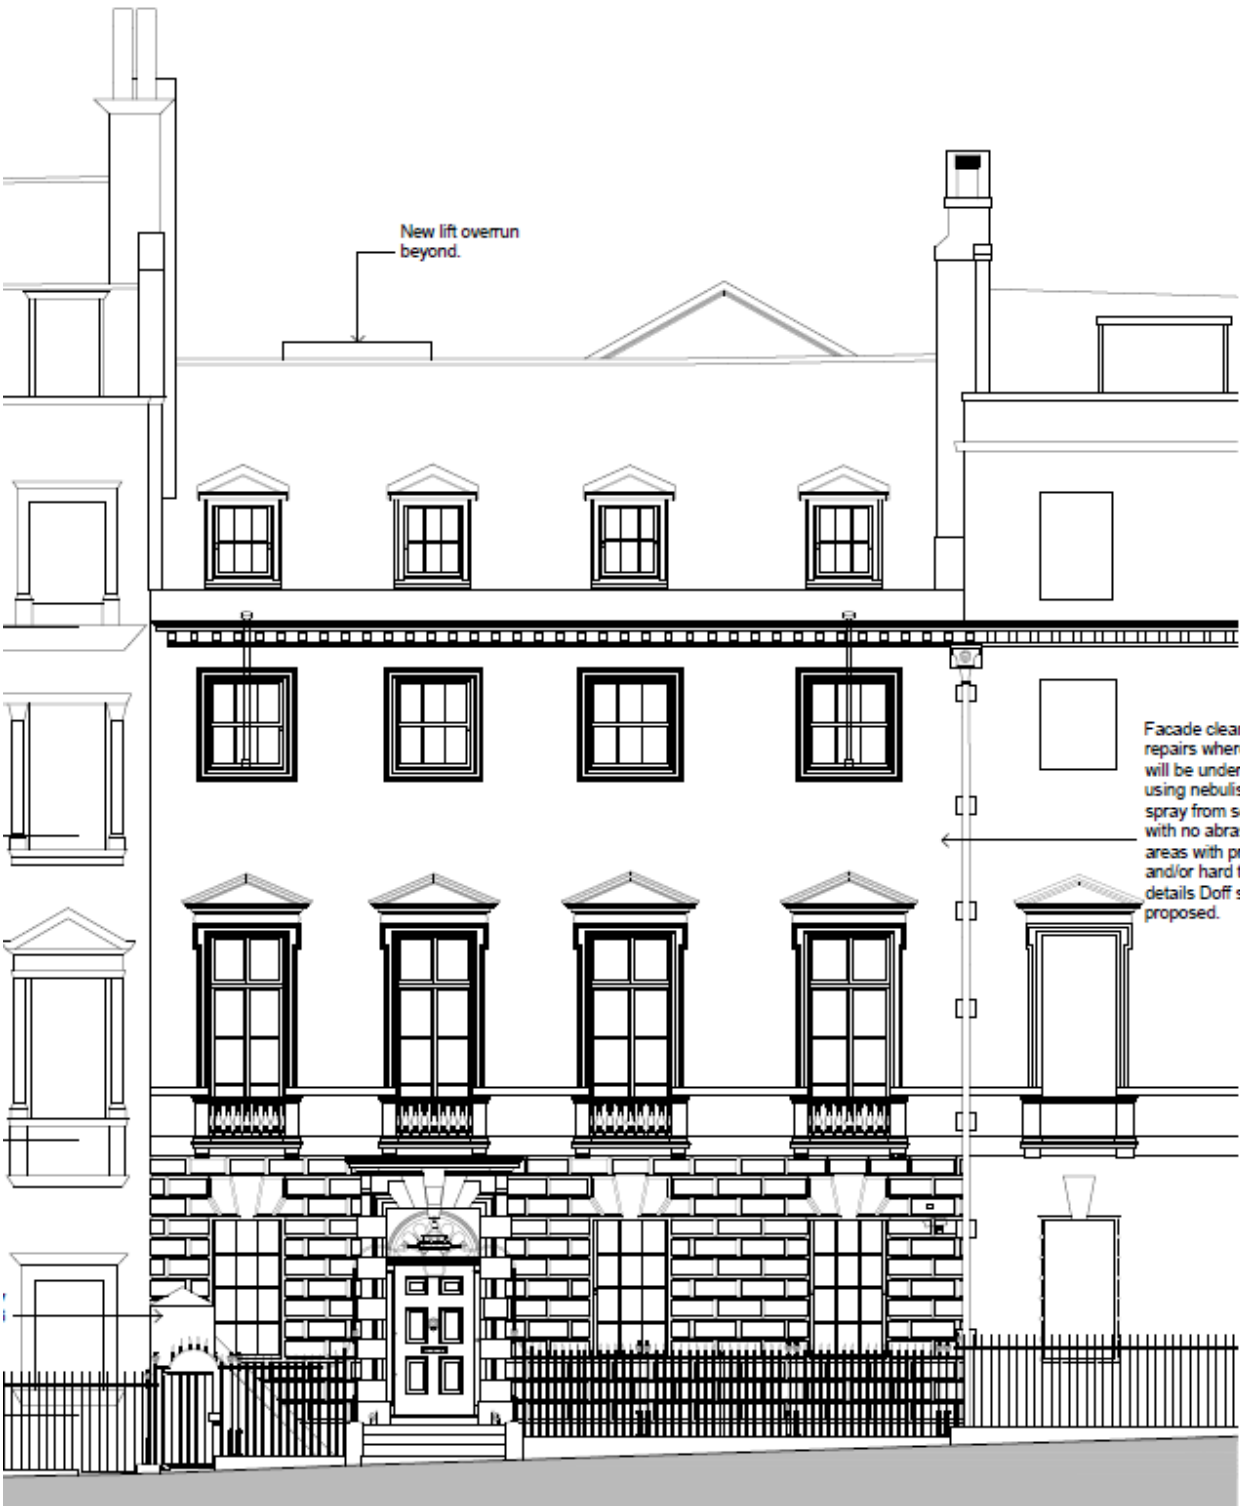 New lift overrun
beyond.
Facade clea
repairs wher
will be under
using nebulis
spray from s
with no abra
areas with p
and/or hard
details Doff
proposed.